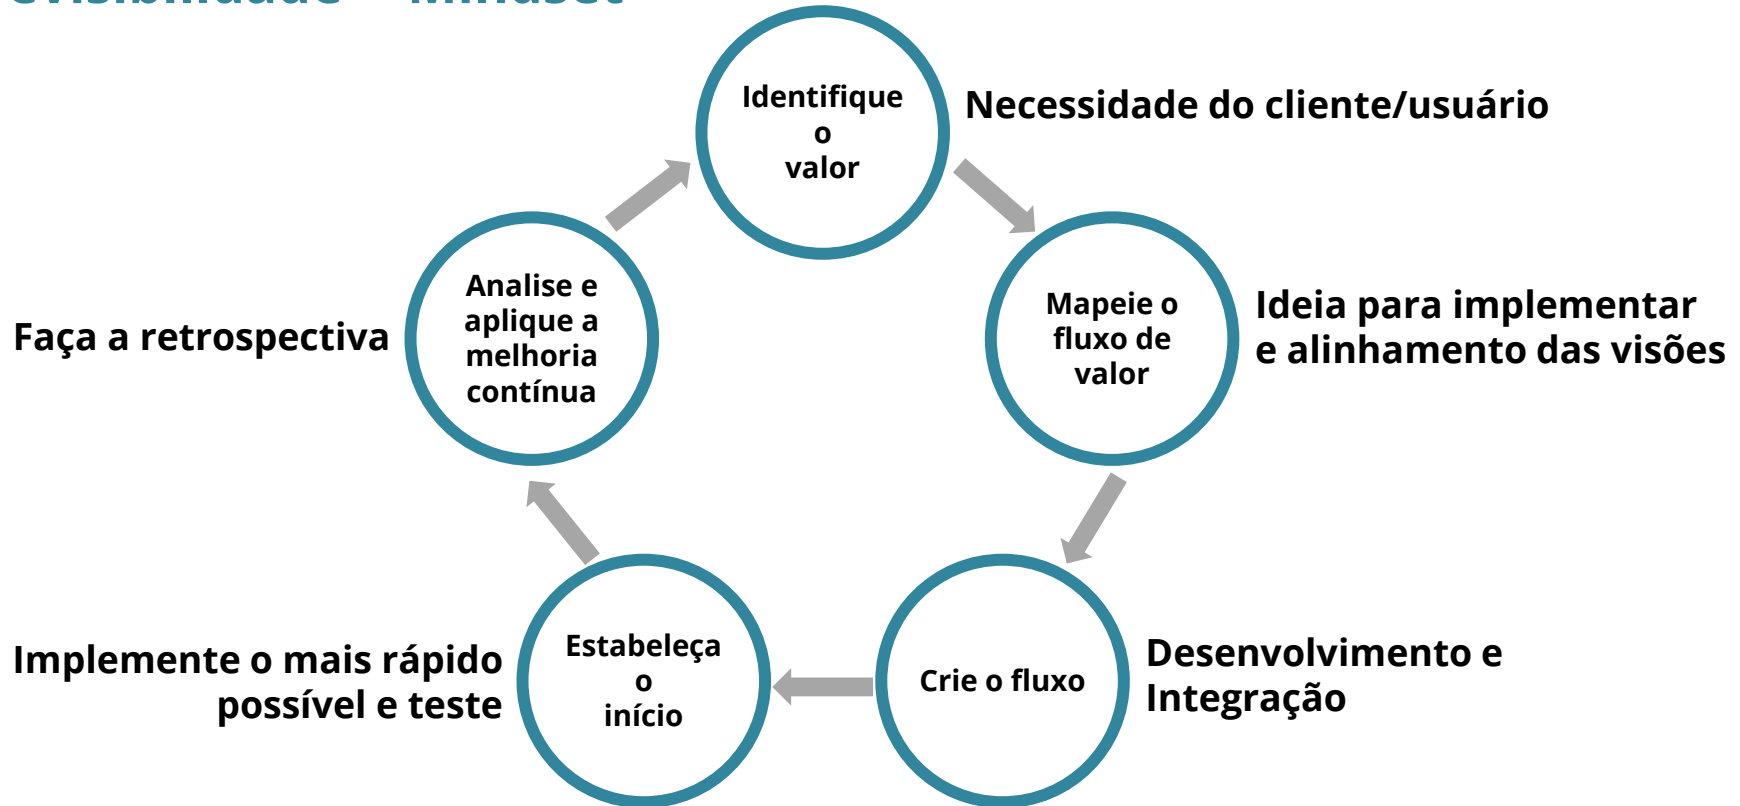 Mindset
Identifique
o
valor
Necessidade do cliente/usuário
Mapeie o
fluxo de
valor
Ideia para implementar
e alinhamento das visões
Crie o fluxo
Desenvolvimento e
Integração
Estabeleça
o
início
Implemente o mais rápido
possível e teste
Analise e
aplique a
melhoria
contínua
Faça a retrospectiva